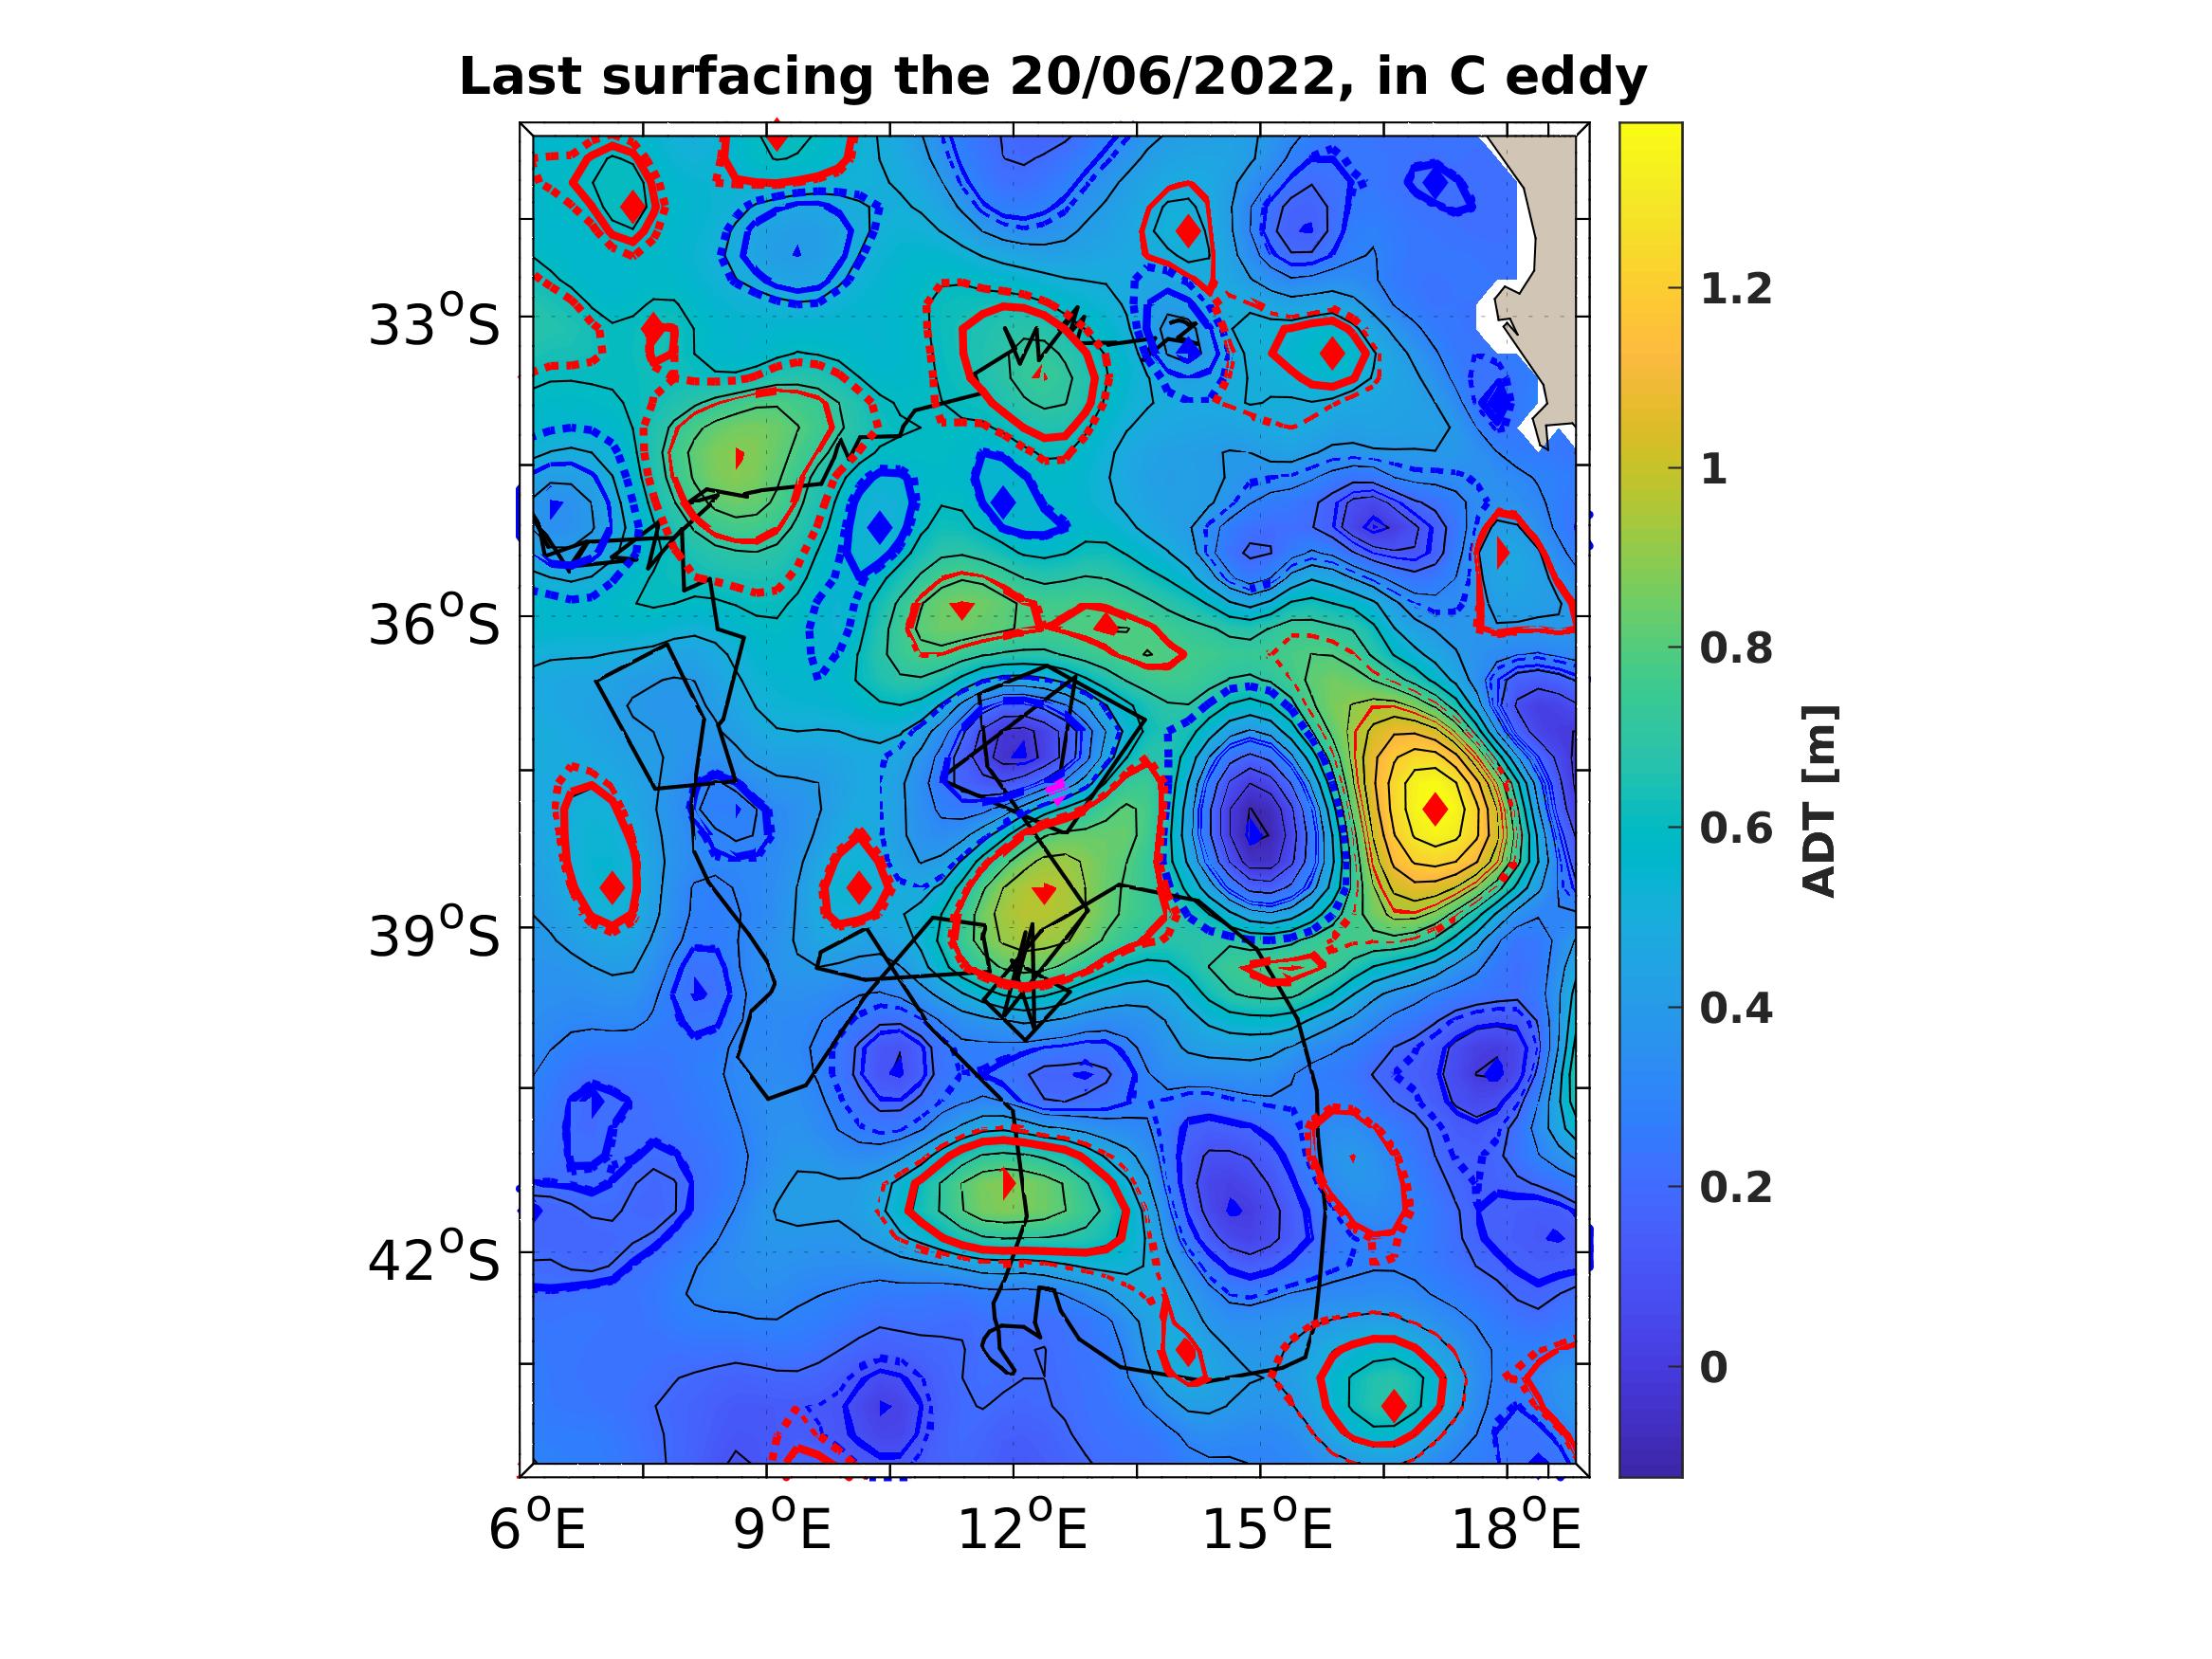 Last surfacing the 20/06/2022, in C eddy
33°S
36°S
39°S
42°S
6°E
9°E
12°E
15°E
18°E
1.2
1
0.8
0.6
0.4
0.2
0
ADT [m]